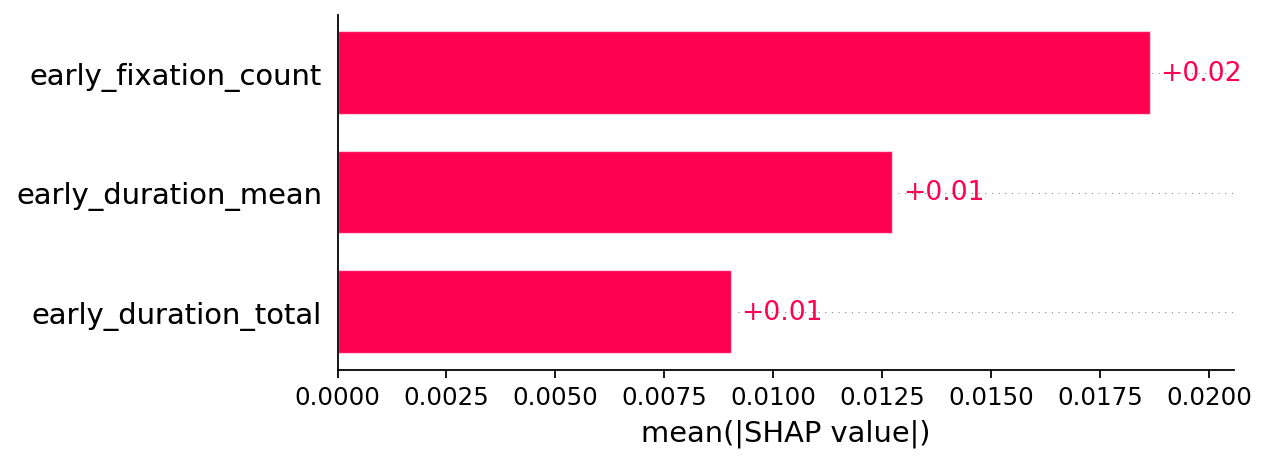 early_fixation_count
+0.02
early_duration_mean
+0.01
early_duration_total
+0.01
0.0000 0.0025 0.0050 0.0075 0.0100 0.0125 0.0150 0.0175 0.0200
mean(|SHAP value|)